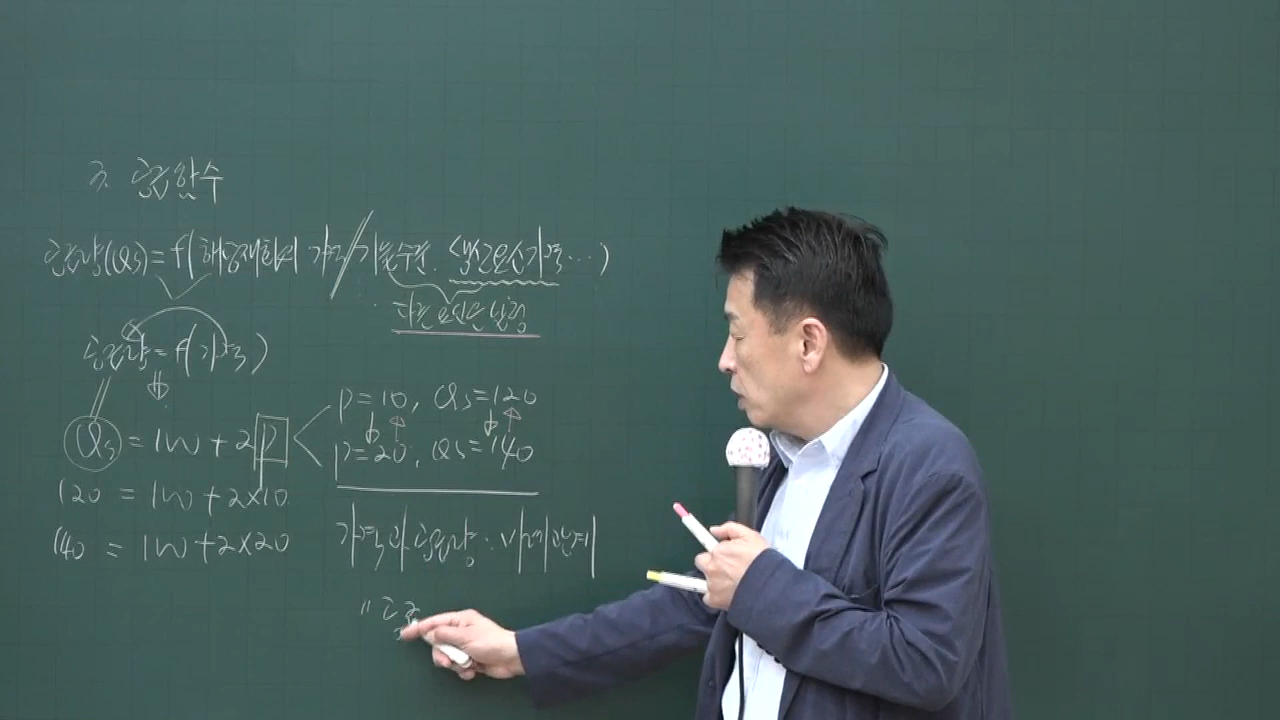 3. 공급함수
공급량(Qs)=f(해당재화의 가격//기술수준. 생산요소가격…)
다른 요인은 일정
공급량=f(가격)
P=10, Qs=120
Qs=100+2P
P=20, Qs=140
120=100+2×10
140=100+2×20
가격과 공급량: 비례관계
"공급